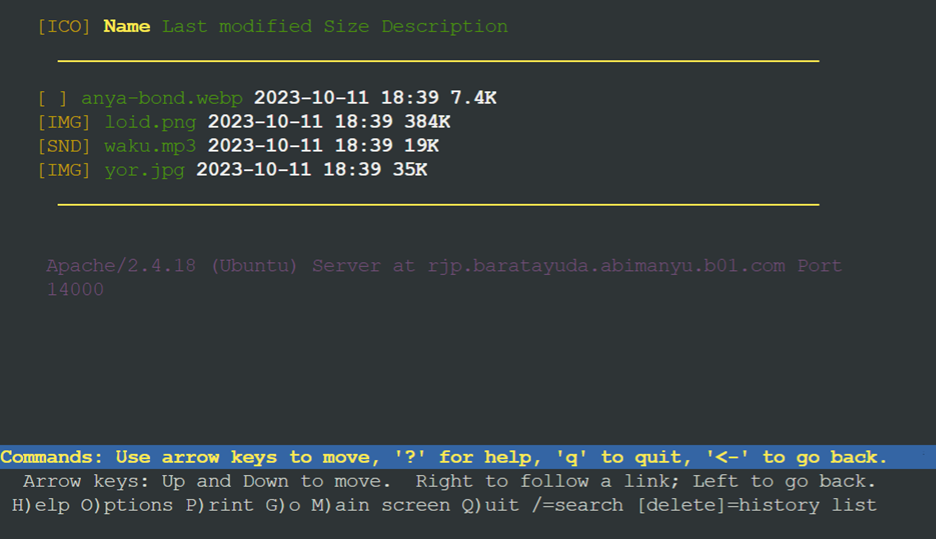 [ICO] Name Last modified Size Description
[ ] anya-bond.webp 2023-10-11 18:39 7.4K
[IMG] loid.png 2023-10-11 18:39 384K
[SND] waku.mp3 2023-10-11 18:39 19K
[IMG] yor.jpg 2023-10-11 18:39 35K
Apache/2.4.18 (Ubuntu) Server at rjp.baratayuda.abimanyu.b01.com Port
14000
Commands: Use arrow keys to move, '?' for help, 'q' to quit, '<-' to go back.
Arrow keys: Up and Down to move.  Right to follow a link; Left to go back.
H)elp O)ptions P)rint G)o M)ain screen Q)uit /=search [delete]=history list